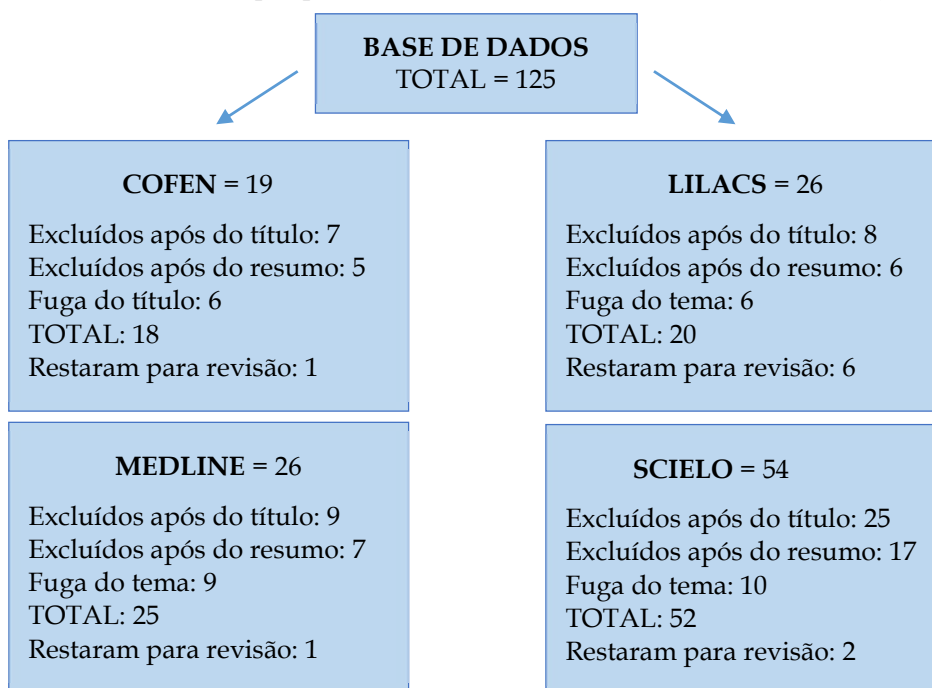 BASE DE DADOS
TOTAL = 125
COFEN = 19
Excluídos após do título: 7
Excluídos após do resumo: 5
Fuga do título: 6
TOTAL: 18
Restaram para revisão: 1
LILACS = 26
Excluídos após do título: 8
Excluídos após do resumo: 6
Fuga do tema: 6
TOTAL: 20
Restaram para revisão: 6
MEDLINE = 26
Excluídos após do título: 9
Excluídos após do resumo: 7
Fuga do tema: 9
TOTAL: 25
Restaram para revisão: 1
SCIELO = 54
Excluídos após do título: 25
Excluídos após do resumo: 17
Fuga do tema: 10
TOTAL: 52
Restaram para revisão: 2